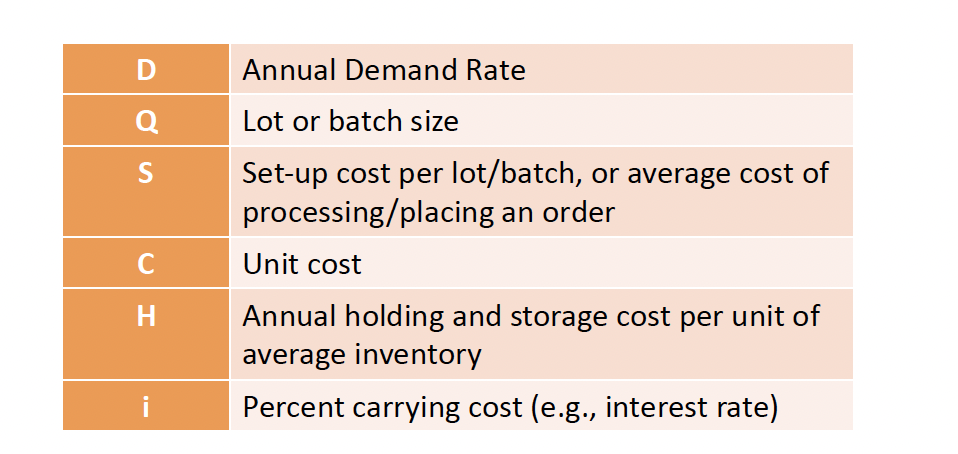 D Annual Demand Rate
Q Lot or batch size
S Set-up cost per lot/batch, or average cost of
processing/placing an order
C Unit cost
H Annual holding and storage cost per unit of
average inventory
i Percent carrying cost (e.g., interest rate)